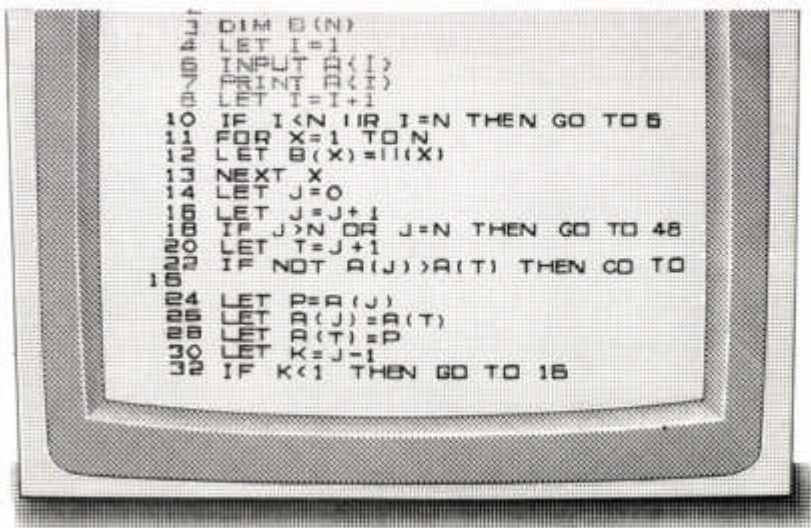 3 DIM B(N)
4 LET I=1
6 INPUT A(I)
7 PRINT A(I)
8 LET I=I+1
10 IF I<N OR I=N THEN GO TO 6
11 FOR X=1 TO N
12 LET B(X)=A(X)
13 NEXT X
14 LET J=0
16 LET J=J+1
18 IF J>N OR J=N THEN GO TO 48
20 LET T=J+1
22 IF NOT A(J)>A(T) THEN GO TO
16
24 LET P=A(J)
26 LET A(J)=A(T)
28 LET A(T)=P
30 LET K=J-1
32 IF K<1 THEN GO TO 16